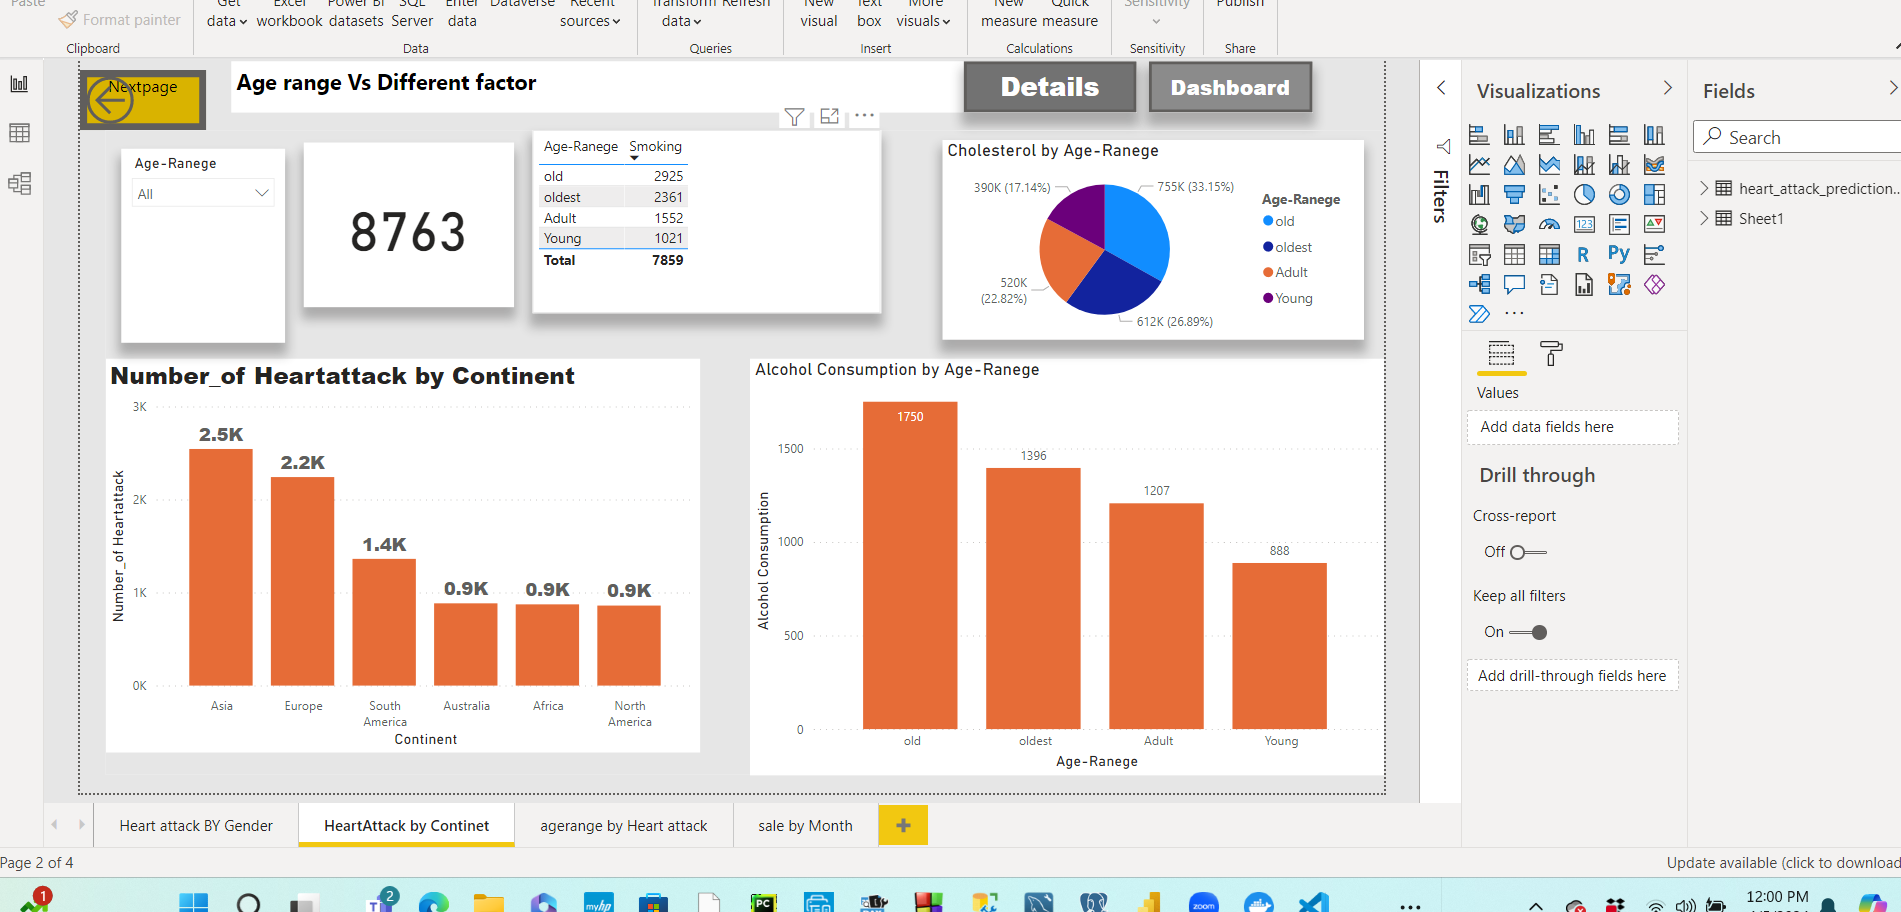 Paste
Format painter
Clipboard
Get data
Excel workbook
Power BI datasets
SQL Server
Enter data
Dataverse
Recent sources
Data
Transform data
Refresh
Queries
New visual
Text box
More visuals
Insert
New measure
Quick measure
Calculations
Sensitivity
Sensitivity
Publish
Share
Nextpage
Age range Vs Different factor
Details
Dashboard
Age-Ranege
All
8763
Age-Ranege Smoking
old 2925
oldest 2361
Adult 1552
Young 1021
Total 7859
Cholesterol by Age-Ranege
390K (17.14%)
755K (33.15%)
520K
(22.82%)
612K (26.89%)
Age-Ranege
old
oldest
Adult
Young
Number_of Heartattack by Continent
Number_of Heartattack
3K
2K
1K
0K
2.5K
2.2K
1.4K
0.9K
0.9K
0.9K
Asia
Europe
South America
Australia
Africa
North America
Continent
Alcohol Consumption by Age-Ranege
Alcohol Consumption
1500
1000
500
0
1750
1396
1207
888
old
oldest
Adult
Young
Age-Ranege
Filters
Visualizations
123
R
Py
Values
Add data fields here
Drill through
Cross-report
Off
Keep all filters
On
Add drill-through fields here
Fields
Search
heart_attack_prediction...
Sheet1
Heart attack BY Gender
HeartAttack by Continet
agerange by Heart attack
sale by Month
Page 2 of 4
Update available (click to download
1
2
T
myhp
PC
zoom
12:00 PM